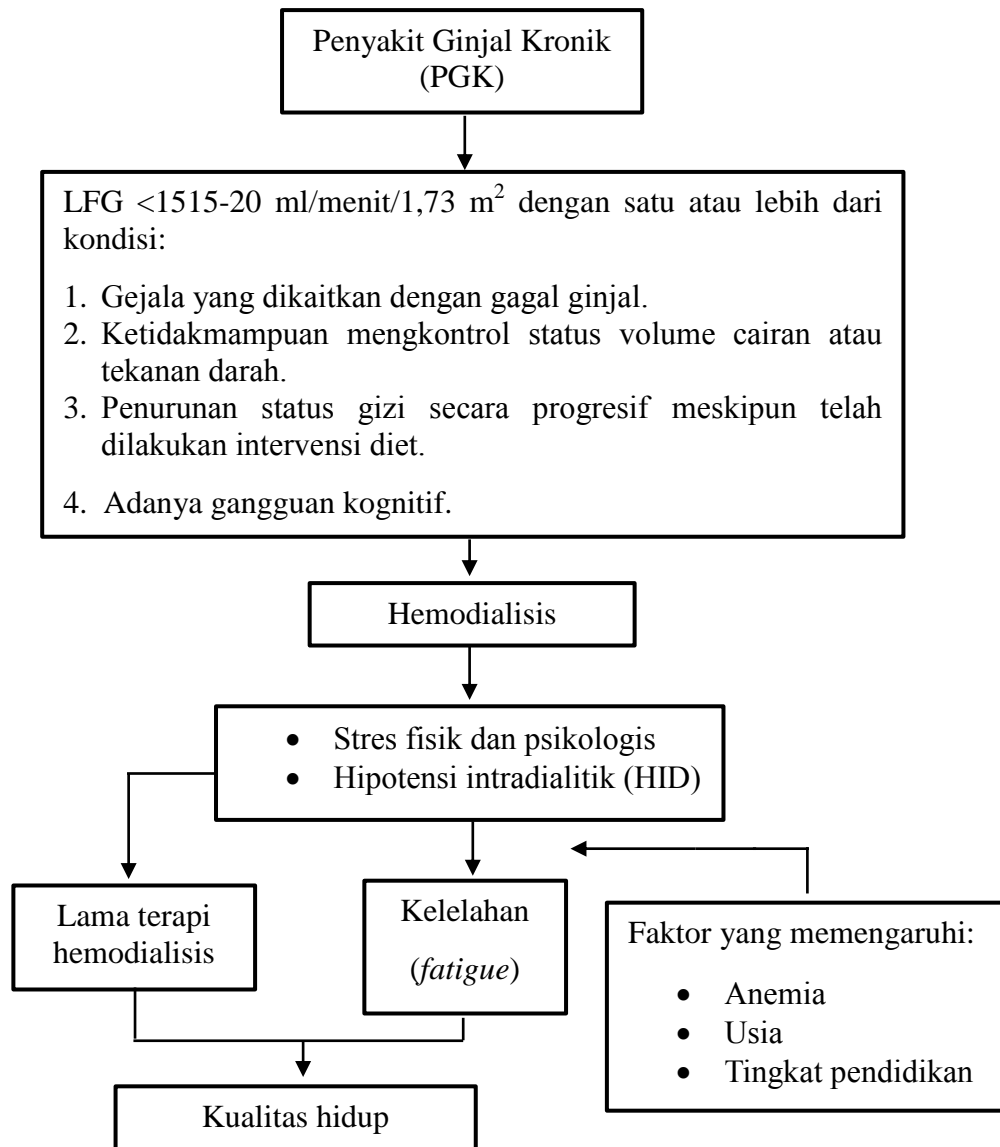 Penyakit Ginjal Kronik
(PGK)
LFG <1515-20 ml/menit/1,73 m² dengan satu atau lebih dari
kondisi:
1. Gejala yang dikaitkan dengan gagal ginjal.
2. Ketidakmampuan mengkontrol status volume cairan atau
tekanan darah.
3. Penurunan status gizi secara progresif meskipun telah
dilakukan intervensi diet.
4. Adanya gangguan kognitif.
Hemodialisis
• Stres fisik dan psikologis
• Hipotensi intradialitik (HID)
Lama terapi
hemodialisis
Kelelahan
(fatigue)
Faktor yang memengaruhi:
• Anemia
• Usia
• Tingkat pendidikan
Kualitas hidup